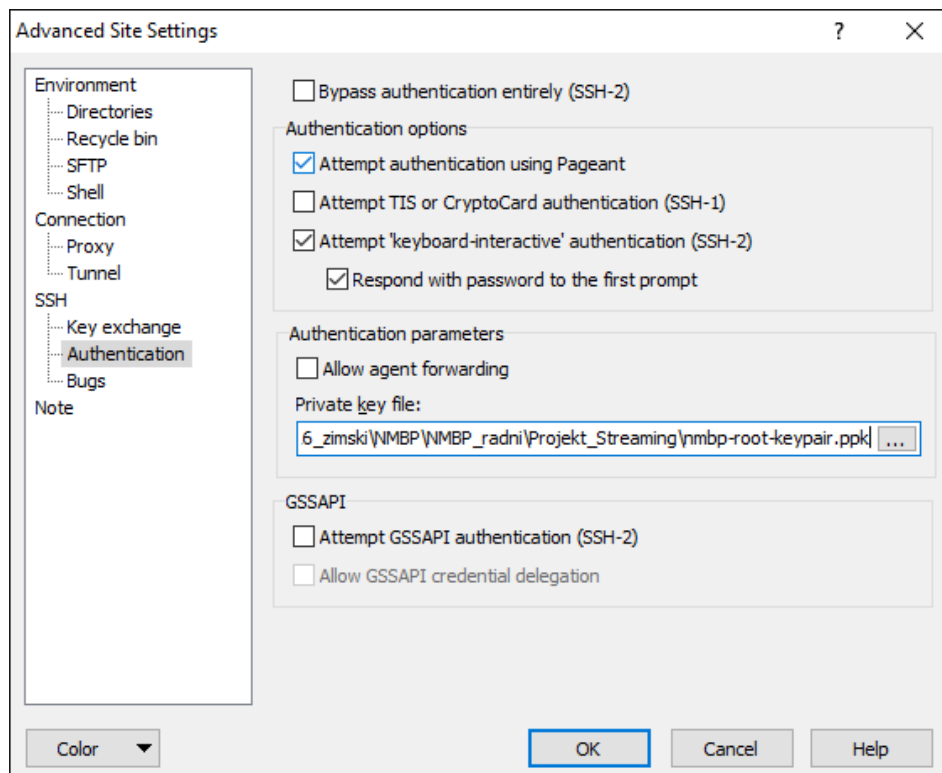 Advanced Site Settings
?
Environment
Directories
Recycle bin
SFTP
Shell
Connection
Proxy
Tunnel
SSH
Key exchange
Authentication
Bugs
Note
Bypass authentication entirely (SSH-2)
Authentication options
Attempt authentication using Pageant
Attempt TIS or CryptoCard authentication (SSH-1)
Attempt 'keyboard-interactive' authentication (SSH-2)
Respond with password to the first prompt
Authentication parameters
Allow agent forwarding
Private key file:
6_zimski\NMBP\NMBP_radni\Projekt_Streaming\nmbp-root-keypair.ppk
...
GSSAPI
Attempt GSSAPI authentication (SSH-2)
Allow GSSAPI credential delegation
Color
OK
Cancel
Help